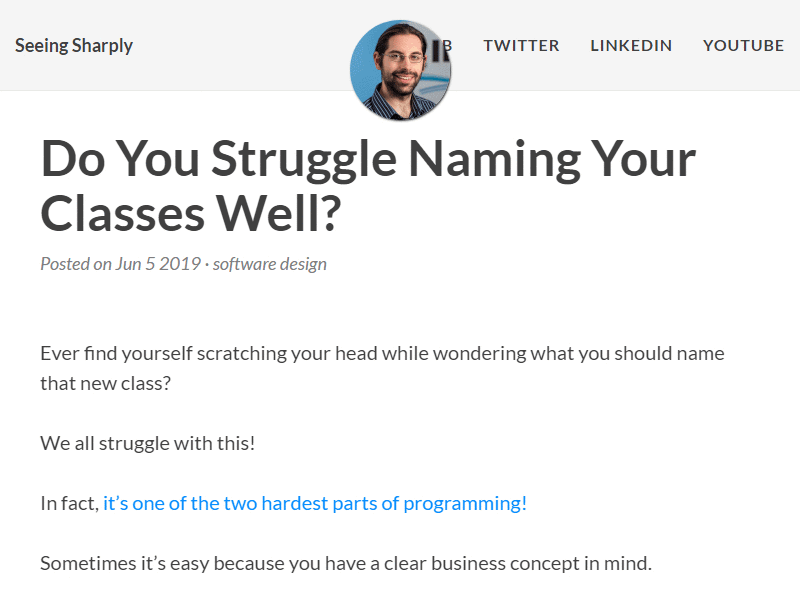 Seeing Sharply
TWITTER LINKEDIN YOUTUBE
Do You Struggle Naming Your
Classes Well?
Posted on Jun 5 2019 · software design
Ever find yourself scratching your head while wondering what you should name
that new class?
We all struggle with this!
In fact, it’s one of the two hardest parts of programming!
Sometimes it’s easy because you have a clear business concept in mind.